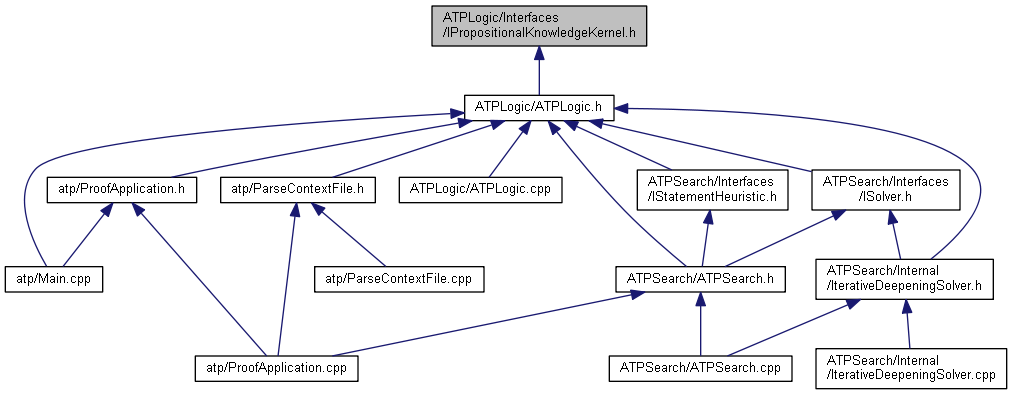 ATPLogic/Interfaces
/IPropositionalKnowledgeKernel.h
ATPLogic/ATPLogic.h
atp/ProofApplication.h
atp/ParseContextFile.h
ATPLogic/ATPLogic.cpp
ATPSearch/Interfaces
/IStatementHeuristic.h
ATPSearch/Interfaces
/ISolver.h
atp/Main.cpp
atp/ParseContextFile.cpp
ATPSearch/ATPSearch.h
ATPSearch/Internal
/IterativeDeepeningSolver.h
atp/ProofApplication.cpp
ATPSearch/ATPSearch.cpp
ATPSearch/Internal
/IterativeDeepeningSolver.cpp